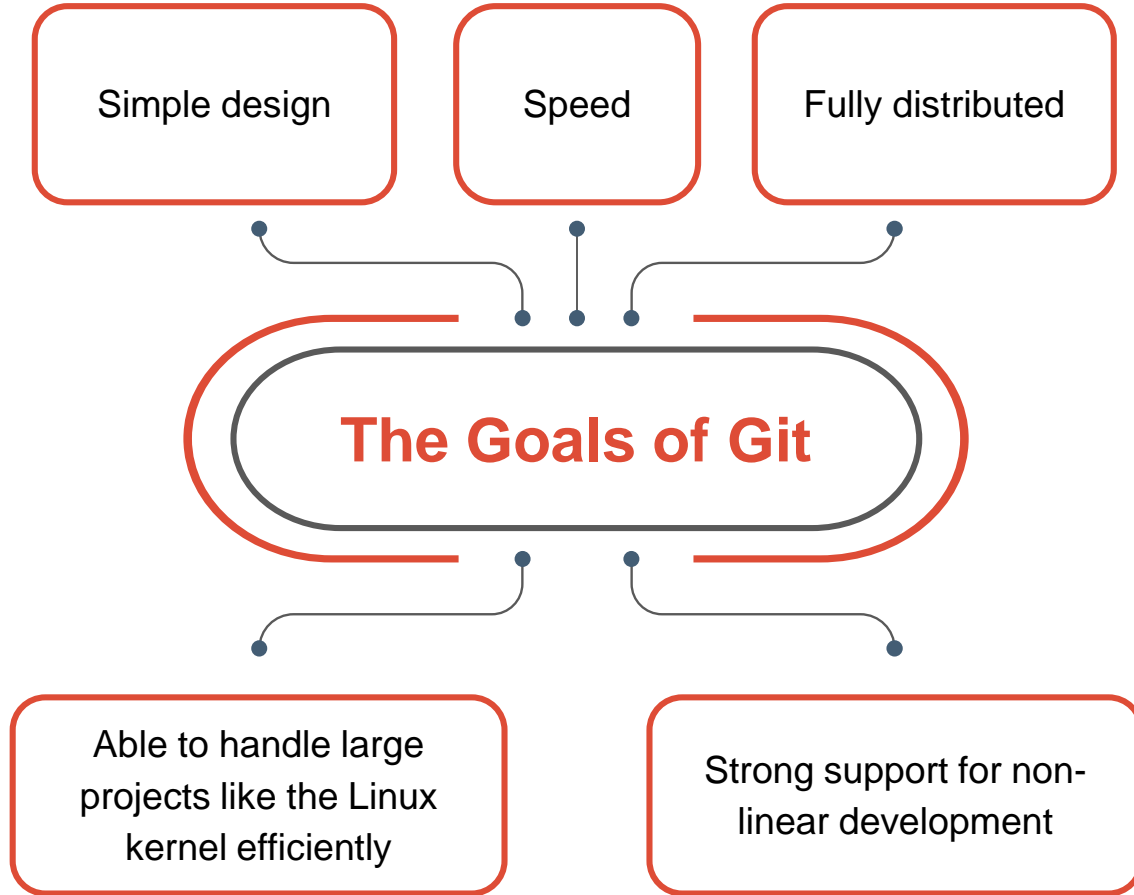 Simple design
Speed
Fully distributed
The Goals of Git
Able to handle large
projects like the Linux
kernel efficiently
Strong support for non-
linear development